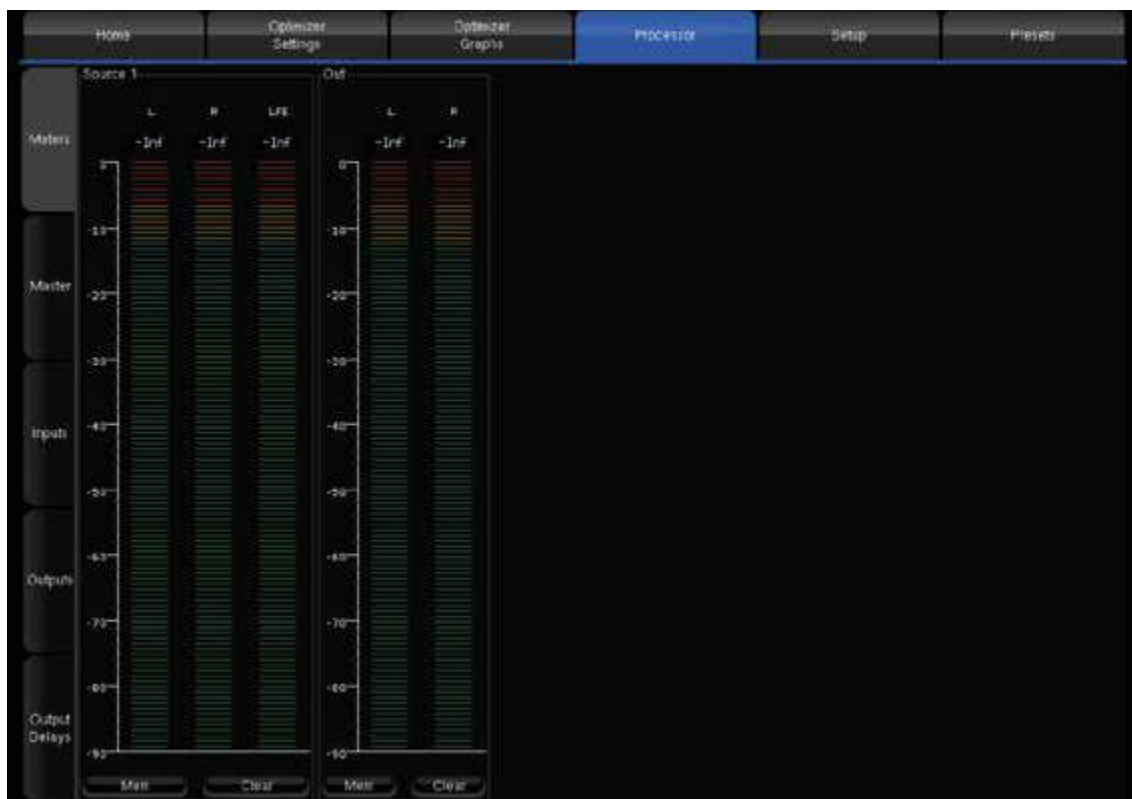 Home
Optimizer
Settings
Optimizer
Graphs
Processor
Setup
Presets
Meters
Master
Inputs
Outputs
Output
Delays
Source 1
L R LFE
-Inf -Inf -Inf
0
-10
-20
-30
-40
-50
-60
-70
-80
-90
Mem Clear
Out
L R
-Inf -Inf
0
-10
-20
-30
-40
-50
-60
-70
-80
-90
Mem Clear